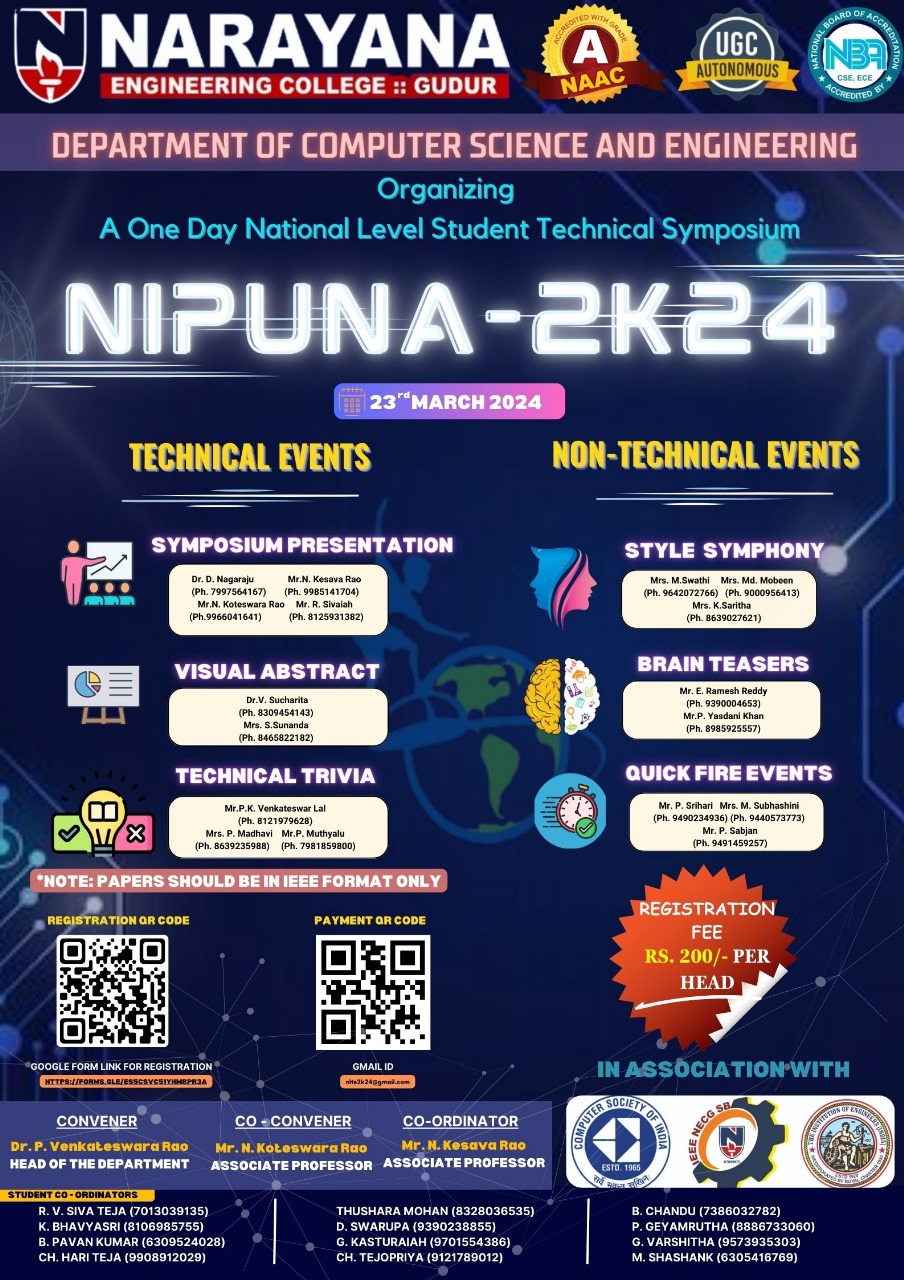 NARAYANA
ENGINEERING COLLEGE :: GUDUR
ACCREDITED WITH GRADE
A
NAAC
UGC
AUTONOMOUS
NATIONAL BOARD OF ACCREDITATION
NBA
CSE, ECE
ACCREDITED BY
DEPARTMENT OF COMPUTER SCIENCE AND ENGINEERING
Organizing
A One Day National Level Student Technical Symposium
NIPUNA-2K24
23rd MARCH 2024
TECHNICAL EVENTS
SYMPOSIUM PRESENTATION
Dr. D. Nagaraju Mr.N. Kesava Rao
(Ph. 7997564167) (Ph. 9985141704)
Mr.N. Koteswara Rao Mr. R. Sivaiah
(Ph.9966041641) (Ph. 8125931382)
VISUAL ABSTRACT
Dr.V. Sucharita
(Ph. 8309454143)
Mrs. S.Sunanda
(Ph. 8465822182)
TECHNICAL TRIVIA
Mr.P.K. Venkateswar Lal
(Ph. 8121979628)
Mrs. P. Madhavi Mr.P. Muthyalu
(Ph. 8639235988) (Ph. 7981859800)
NON-TECHNICAL EVENTS
STYLE SYMPHONY
Mrs. M.Swathi Mrs. Md. Mobeen
(Ph. 9642072766) (Ph. 9000956413)
Mrs. K.Saritha
(Ph. 8639027621)
BRAIN TEASERS
Mr. E. Ramesh Reddy
(Ph. 9390004653)
Mr.P. Yasdani Khan
(Ph. 8985925557)
QUICK FIRE EVENTS
Mr. P. Srihari Mrs. M. Subhashini
(Ph. 9490234936) (Ph. 9440573773)
Mr. P. Sabjan
(Ph. 9491459257)
*NOTE: PAPERS SHOULD BE IN IEEE FORMAT ONLY
REGISTRATION QR CODE
PAYMENT QR CODE
GOOGLE FORM LINK FOR REGISTRATION
GMAIL ID
nits2k24@gmail.com
REGISTRATION
FEE
RS. 200/- PER
HEAD
IN ASSOCIATION WITH
COMPUTER SOCIETY OF INDIA
ESTD. 1965
IEEE NECG SB
CONVENER
Dr. P. Venkateswara Rao
HEAD OF THE DEPARTMENT
CO - CONVENER
Mr. N. Koteswara Rao
ASSOCIATE PROFESSOR
CO-ORDINATOR
Mr. N. Kesava Rao
ASSOCIATE PROFESSOR
STUDENT CO - ORDINATORS
R. V. SIVA TEJA (7013039135)
K. BHAVYASRI (8106985755)
B. PAVAN KUMAR (6309524028)
CH. HARI TEJA (9908912029)
THUSHARA MOHAN (8328036535)
D. SWARUPA (9390238855)
G. KASTURAIAH (9701554386)
CH. TEJOPRIYA (9121789012)
B. CHANDU (7386032782)
P. GEYAMRUTHA (8886733060)
G. VARSHITHA (9573935303)
M. SHASHANK (6305416769)